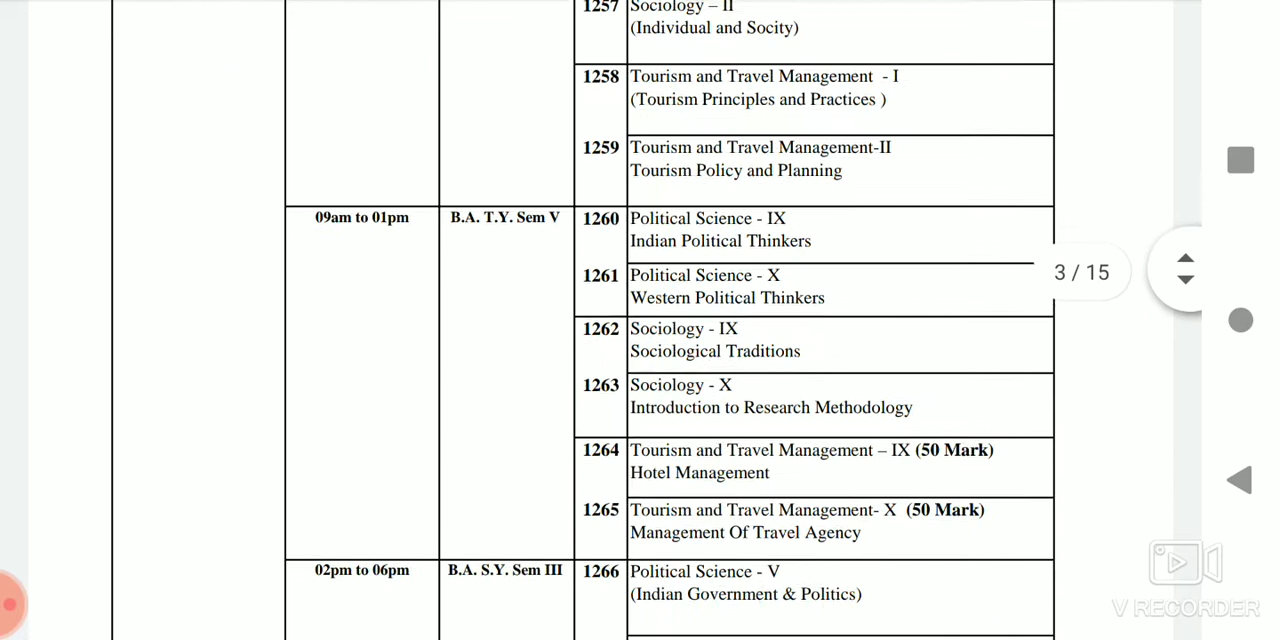 1257 Sociology – II
(Individual and Socity)
1258 Tourism and Travel Management - I
(Tourism Principles and Practices )
1259 Tourism and Travel Management-II
Tourism Policy and Planning
09am to 01pm B.A. T.Y. Sem V 1260 Political Science - IX
Indian Political Thinkers
1261 Political Science - X
Western Political Thinkers
3 / 15
1262 Sociology - IX
Sociological Traditions
1263 Sociology - X
Introduction to Research Methodology
1264 Tourism and Travel Management – IX (50 Mark)
Hotel Management
1265 Tourism and Travel Management- X (50 Mark)
Management Of Travel Agency
02pm to 06pm B.A. S.Y. Sem III 1266 Political Science - V
(Indian Government & Politics)
V RECORDER